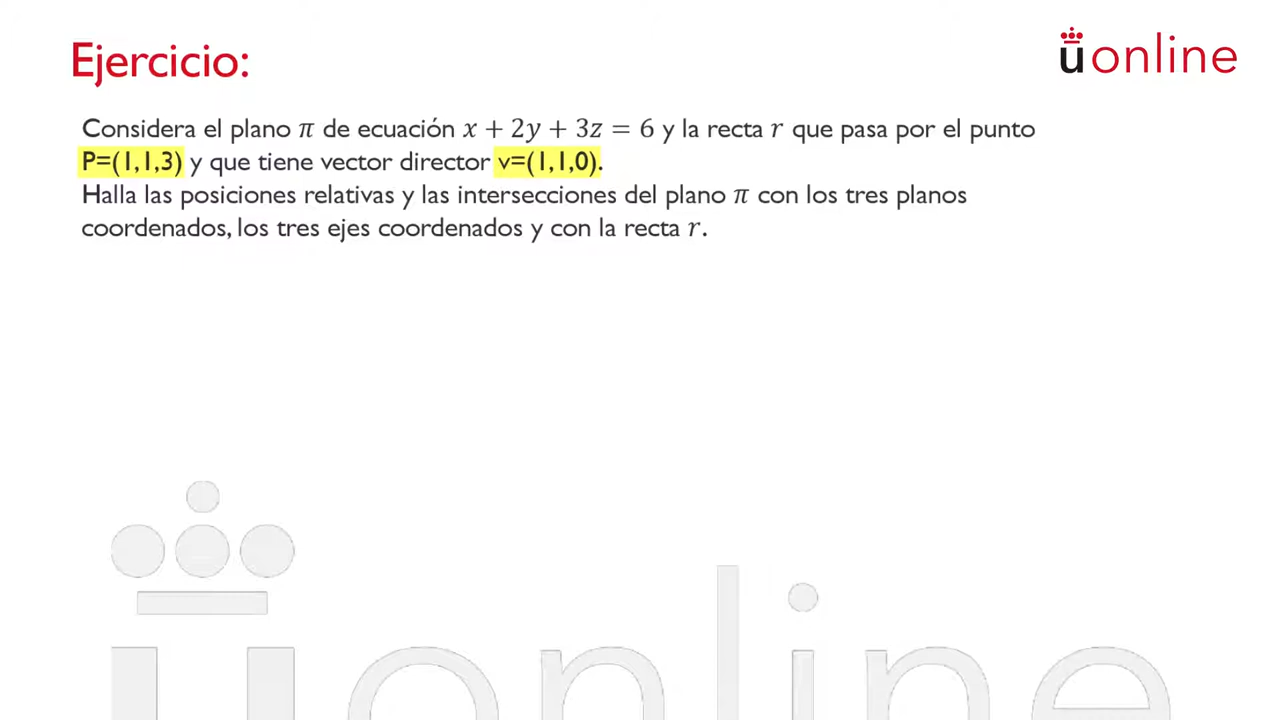 Ejercicio:
ūonline
Considera el plano π de ecuación x + 2y + 3z = 6 y la recta r que pasa por el punto
P=(1,1,3) y que tiene vector director v=(1,1,0).
Halla las posiciones relativas y las intersecciones del plano π con los tres planos
coordenados, los tres ejes coordenados y con la recta r.
ūonline